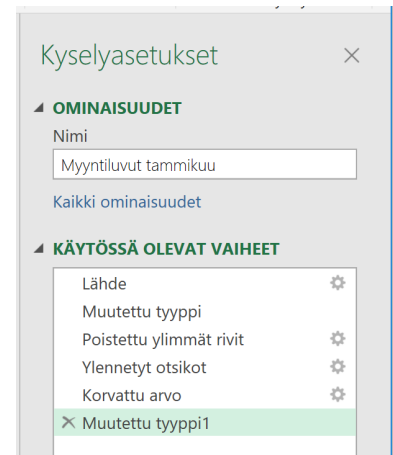 Kyselyasetukset
OMINAISUUDET
Nimi
Myyntiluvut tammikuu
Kaikki ominaisuudet
KÄYTÖSSÄ OLEVAT VAIHEET
Lähde
Muutettu tyyppi
Poistettu ylimmät rivit
Ylennetyt otsikot
Korvattu arvo
Muutettu tyyppi1